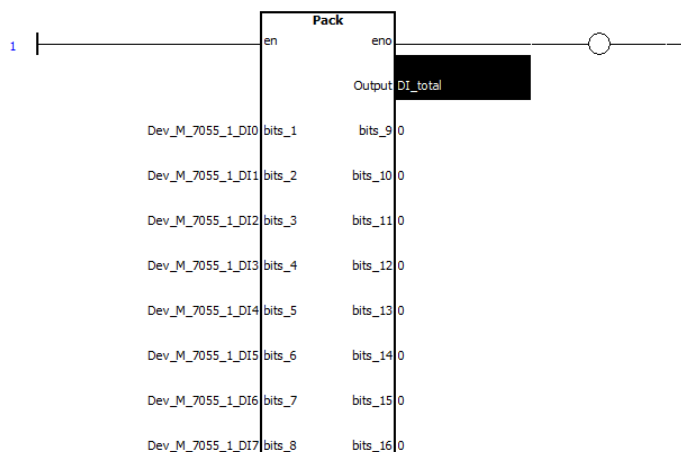 Pack
1
en eno
Output DI_total
Dev_M_7055_1_DI0 bits_1 bits_9 0
Dev_M_7055_1_DI1 bits_2 bits_10 0
Dev_M_7055_1_DI2 bits_3 bits_11 0
Dev_M_7055_1_DI3 bits_4 bits_12 0
Dev_M_7055_1_DI4 bits_5 bits_13 0
Dev_M_7055_1_DI5 bits_6 bits_14 0
Dev_M_7055_1_DI6 bits_7 bits_15 0
Dev_M_7055_1_DI7 bits_8 bits_16 0